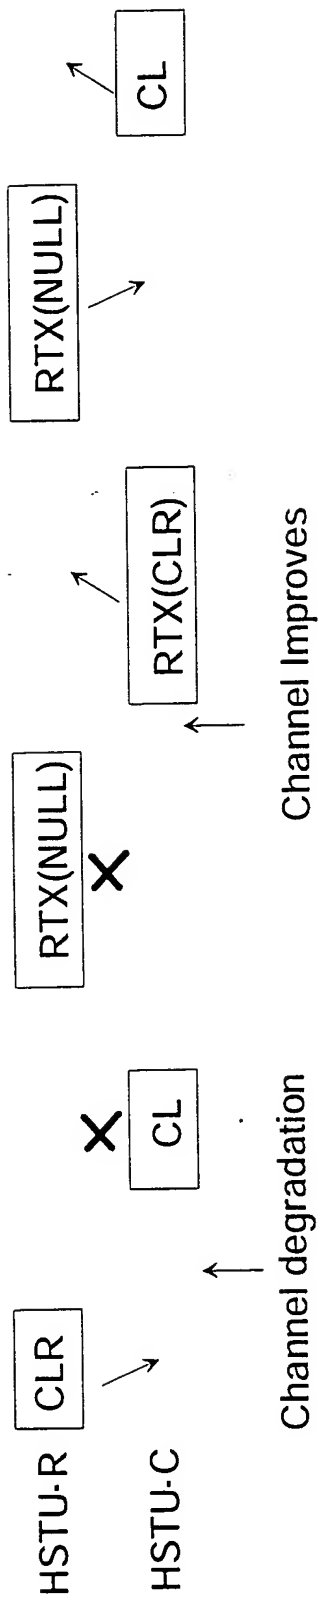 HSTU-R CLR RTX(NULL) RTX(NULL)
HSTU-C CL RTX(CLR) CL
Channel degradation Channel Improves